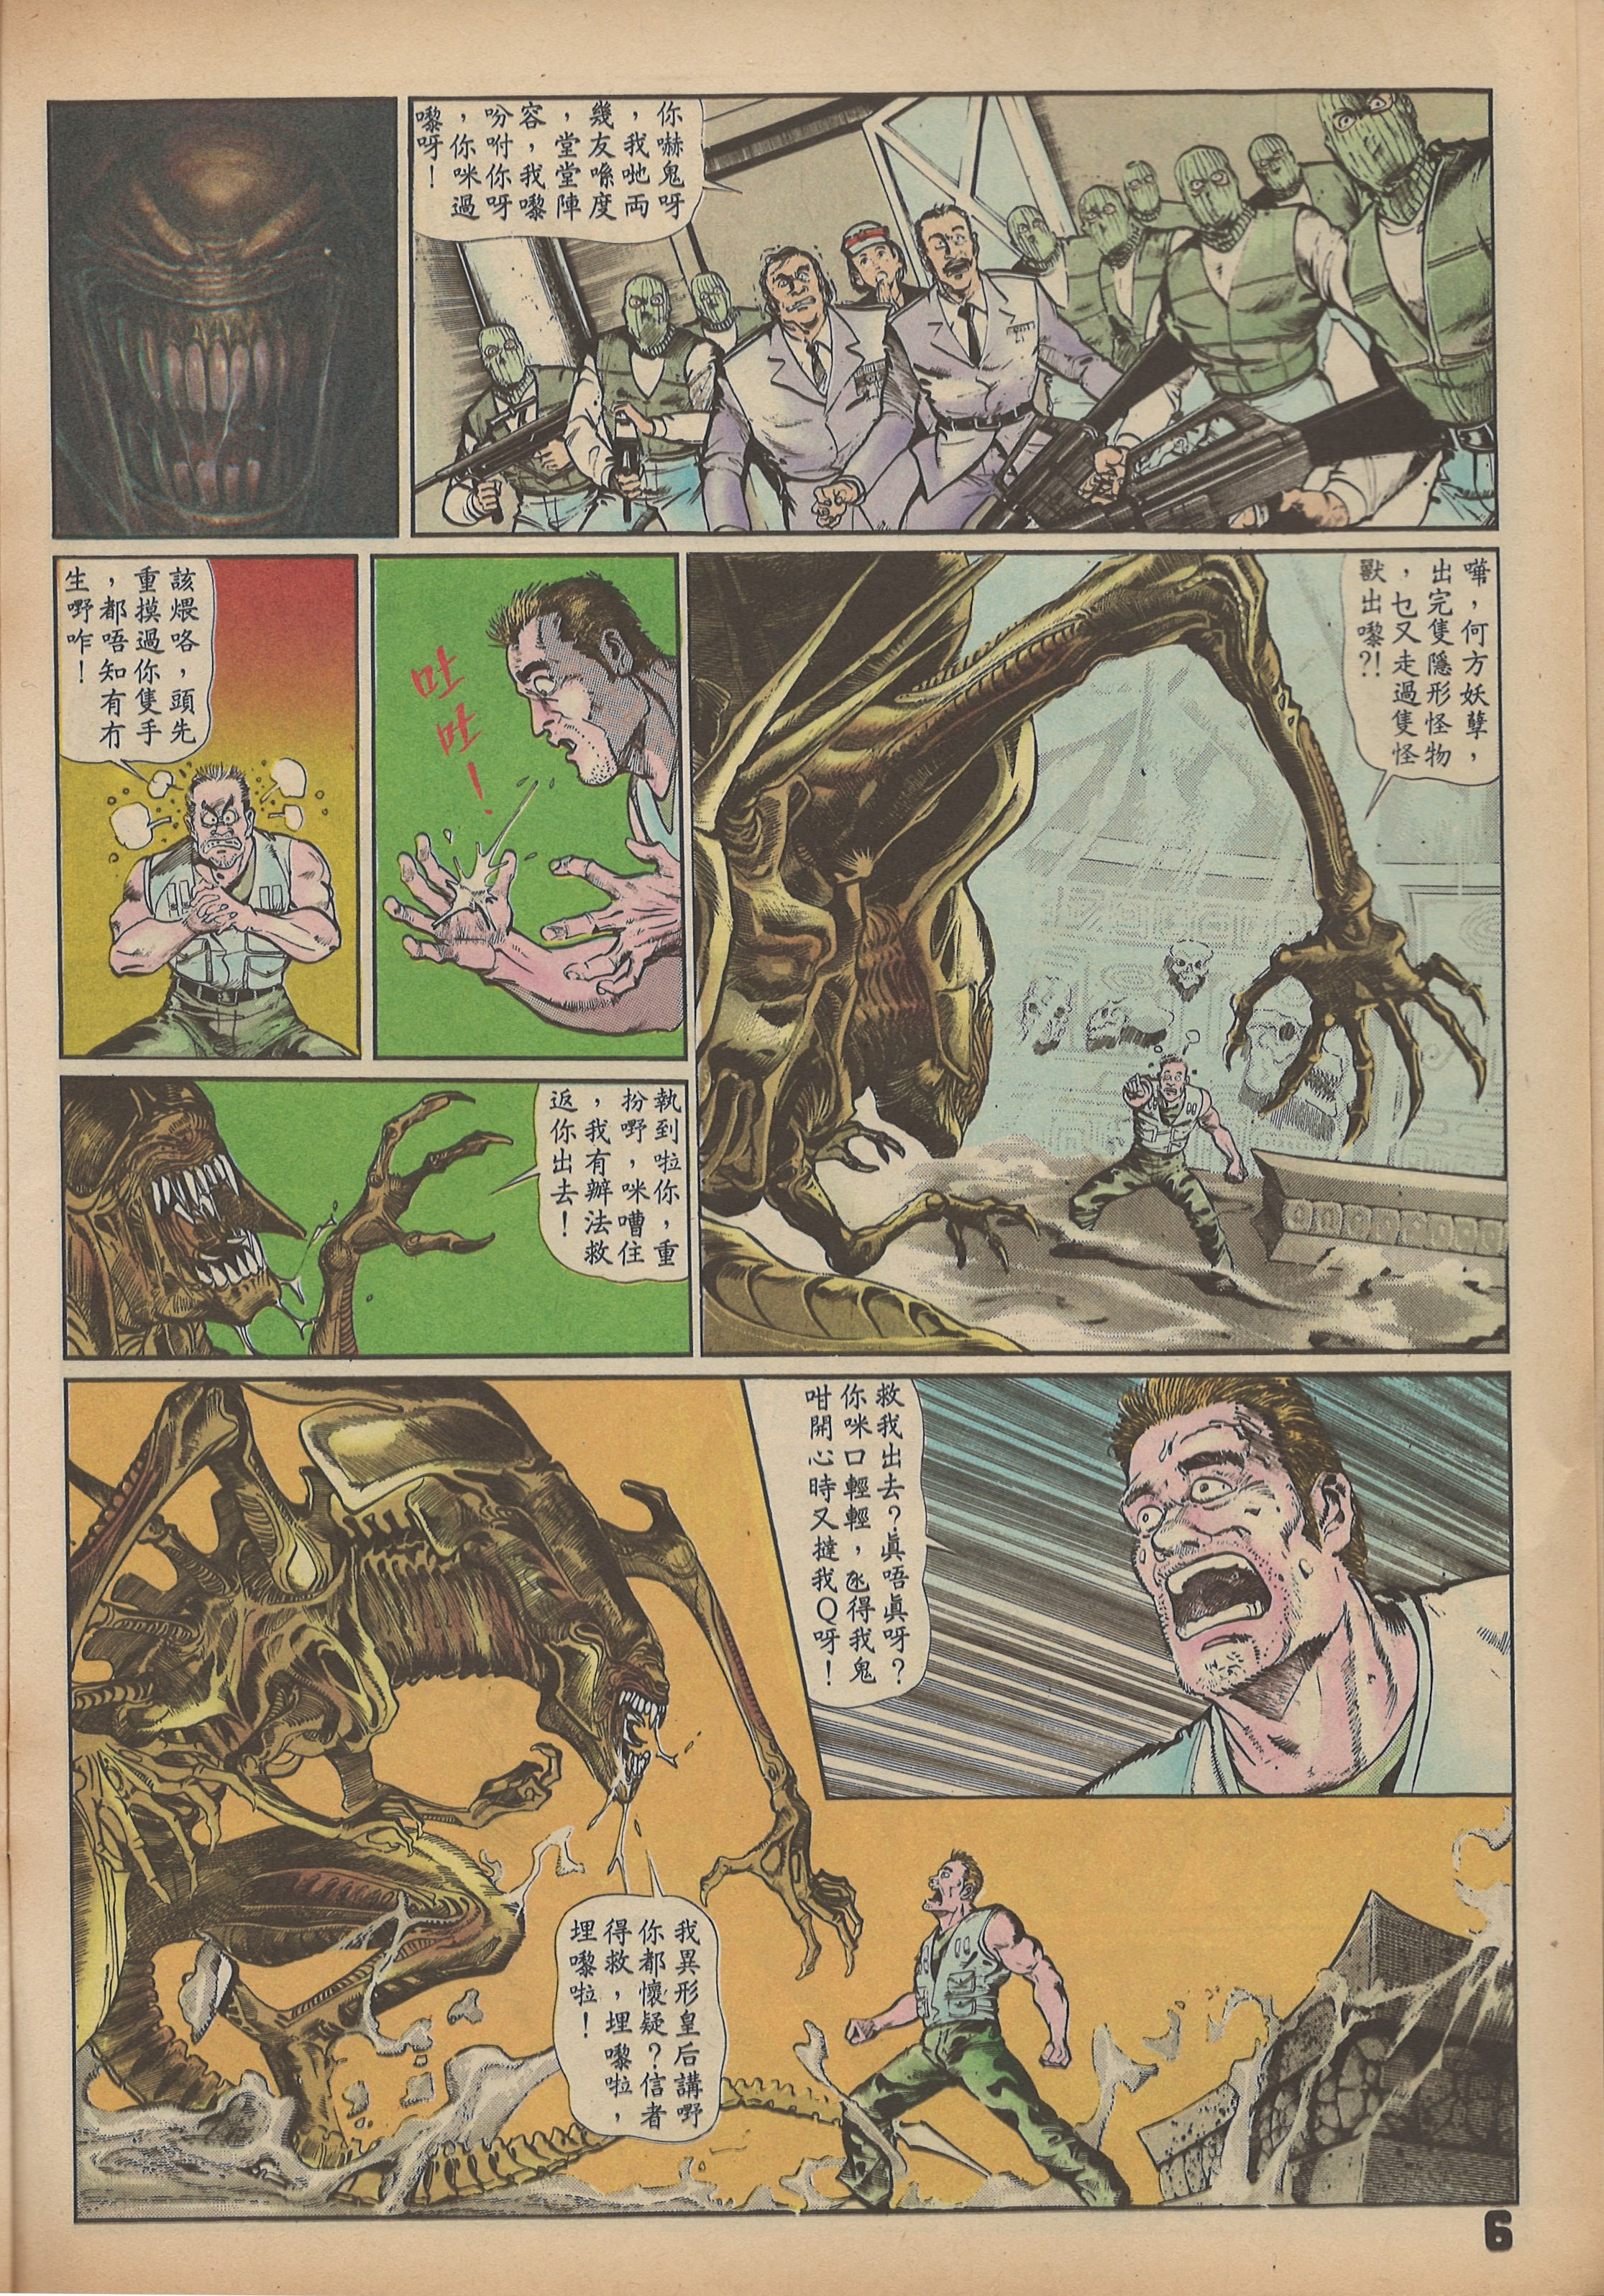 你嚇鬼呀
，我哋両
幾友喺度
，堂堂陣
容，我嚟
吩咐你呀
，你咪過
嚟呀！
嘩，何方妖孽，
出完隻隱形怪物
，乜又走過隻怪
獸出嚟？！
吐
吐！
該煨咯，頭先
重摸過你隻手
，都唔知有冇
生嘢咋！
執到啦你，重
扮嘢，咪嘈住
，我有辦法救
返你出去！
救我出去？眞唔眞呀？
你咪口輕輕，氹得我鬼
咁開心時又撻我Q呀！
我異形皇后講嘢
你都懷疑？信者
得救，埋嚟啦，
埋嚟啦！
6